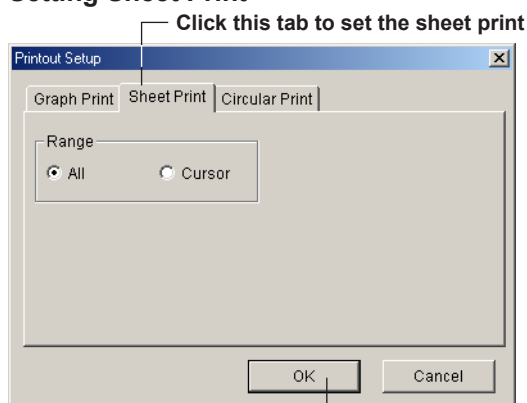 Setting Sheet Print
Click this tab to set the sheet print
Printout Setup
Graph Print Sheet Print Circular Print
Range
All Cursor
OK Cancel